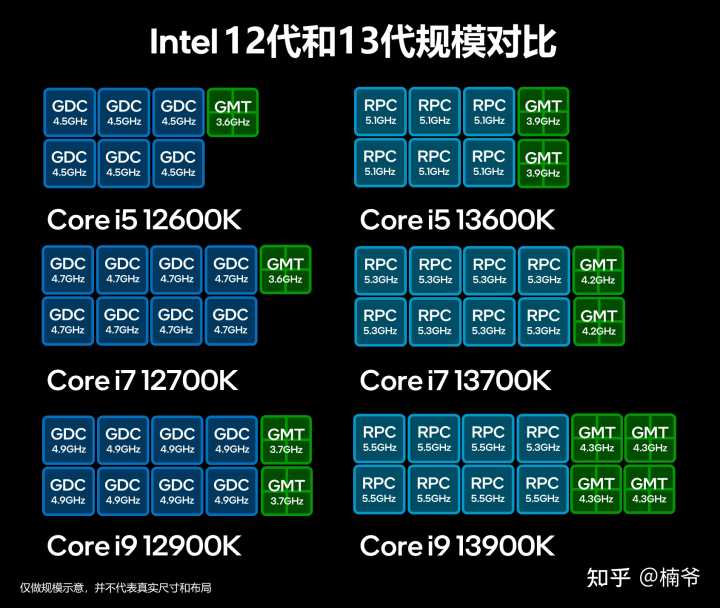 Intel 12代和13代规模对比
GDC GDC GDC GMT
4.5GHz 4.5GHz 4.5GHz 3.6GHz
GDC GDC GDC
4.5GHz 4.5GHz 4.5GHz
Core i5 12600K
RPC RPC RPC GMT
5.1GHz 5.1GHz 5.1GHz 3.9GHz
RPC RPC RPC GMT
5.1GHz 5.1GHz 5.1GHz 3.9GHz
Core i5 13600K
GDC GDC GDC GDC GMT
4.7GHz 4.7GHz 4.7GHz 4.7GHz 3.6GHz
GDC GDC GDC GDC
4.7GHz 4.7GHz 4.7GHz 4.7GHz
Core i7 12700K
RPC RPC RPC RPC GMT
5.3GHz 5.3GHz 5.3GHz 5.3GHz 4.2GHz
RPC RPC RPC RPC GMT
5.3GHz 5.3GHz 5.3GHz 5.3GHz 4.2GHz
Core i7 13700K
GDC GDC GDC GDC GMT
4.9GHz 4.9GHz 4.9GHz 4.9GHz 3.7GHz
GDC GDC GDC GDC GMT
4.9GHz 4.9GHz 4.9GHz 4.9GHz 3.7GHz
Core i9 12900K
RPC RPC RPC RPC GMT GMT
5.5GHz 5.5GHz 5.5GHz 5.3GHz 4.3GHz 4.3GHz
RPC RPC RPC RPC GMT GMT
5.5GHz 5.5GHz 5.5GHz 5.5GHz 4.3GHz 4.3GHz
Core i9 13900K
仅做规模示意，并不代表真实尺寸和布局
知乎 @楠爷